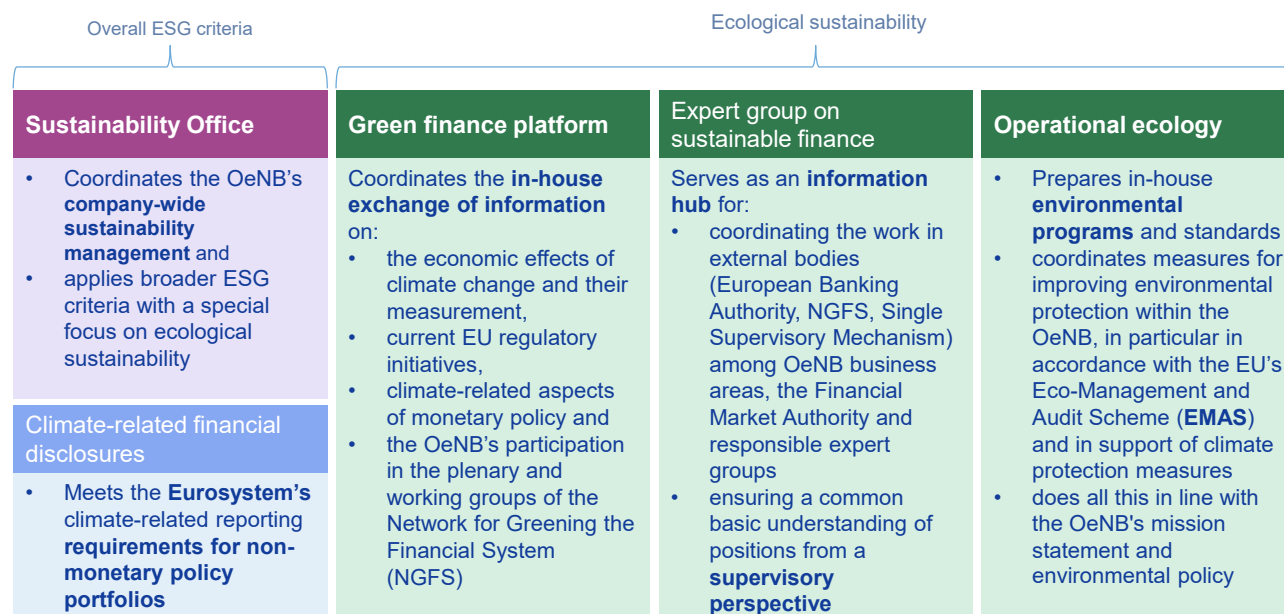 Overall ESG criteria
Ecological sustainability
Sustainability Office
• Coordinates the OeNB’s
company-wide
sustainability
management and
• applies broader ESG
criteria with a special
focus on ecological
sustainability
Climate-related financial
disclosures
• Meets the Eurosystem’s
climate-related reporting
requirements for non-
monetary policy
portfolios
Green finance platform
Coordinates the in-house
exchange of information
on:
• the economic effects of
climate change and their
measurement,
• current EU regulatory
initiatives,
• climate-related aspects
of monetary policy and
• the OeNB’s participation
in the plenary and
working groups of the
Network for Greening the
Financial System
(NGFS)
Expert group on
sustainable finance
Serves as an information
hub for:
• coordinating the work in
external bodies
(European Banking
Authority, NGFS, Single
Supervisory Mechanism)
among OeNB business
areas, the Financial
Market Authority and
responsible expert
groups
• ensuring a common
basic understanding of
positions from a
supervisory
perspective
Operational ecology
• Prepares in-house
environmental
programs and standards
• coordinates measures for
improving environmental
protection within the
OeNB, in particular in
accordance with the EU’s
Eco-Management and
Audit Scheme (EMAS)
and in support of climate
protection measures
• does all this in line with
the OeNB's mission
statement and
environmental policy